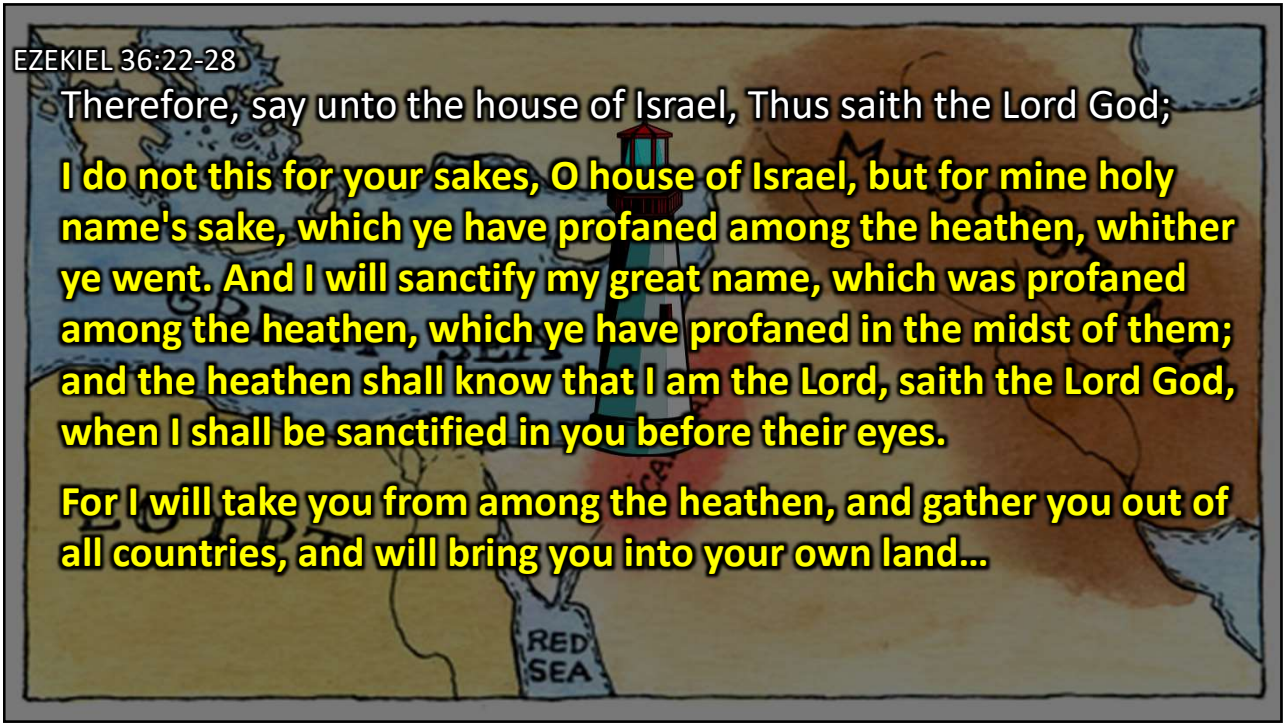 EZEKIEL 36:22-28
Therefore, say unto the house of Israel, Thus saith the Lord God;
I do not this for your sakes, O house of Israel, but for mine holy
name's sake, which ye have profaned among the heathen, whither
ye went. And I will sanctify my great name, which was profaned
among the heathen, which ye have profaned in the midst of them;
and the heathen shall know that I am the Lord, saith the Lord God,
when I shall be sanctified in you before their eyes.
For I will take you from among the heathen, and gather you out of
all countries, and will bring you into your own land…
MESOPOTAMIA
GREAT SEA
EGYPT
RED
SEA